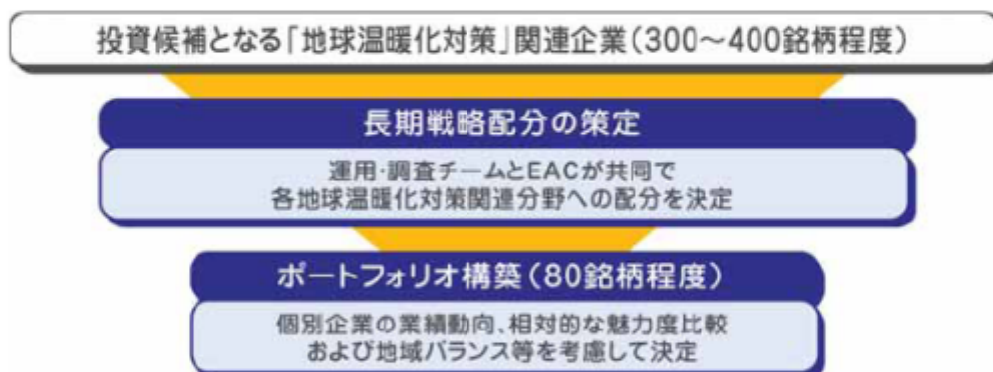 投資候補となる「地球温暖化対策」関連企業(300～400銘柄程度)
長期戦略配分の策定
運用・調査チームとEACが共同で
各地球温暖化対策関連分野への配分を決定
ポートフォリオ構築(80銘柄程度)
個別企業の業績動向、相対的な魅力度比較
および地域バランス等を考慮して決定